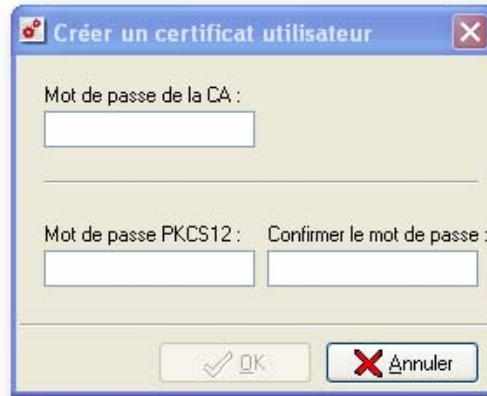 Créer un certificat utilisateur
Mot de passe de la CA :
Mot de passe PKCS12 : Confirmer le mot de passe :
OK Annuler